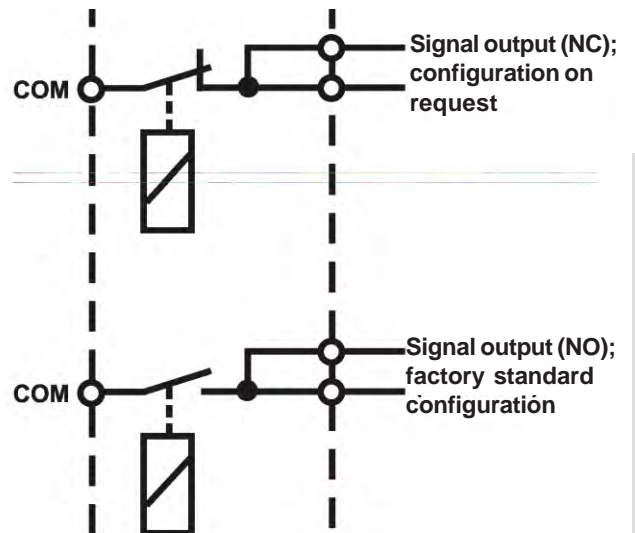 Signal output (NC);
configuration on
request
COM
Signal output (NO);
factory standard
configuration
COM